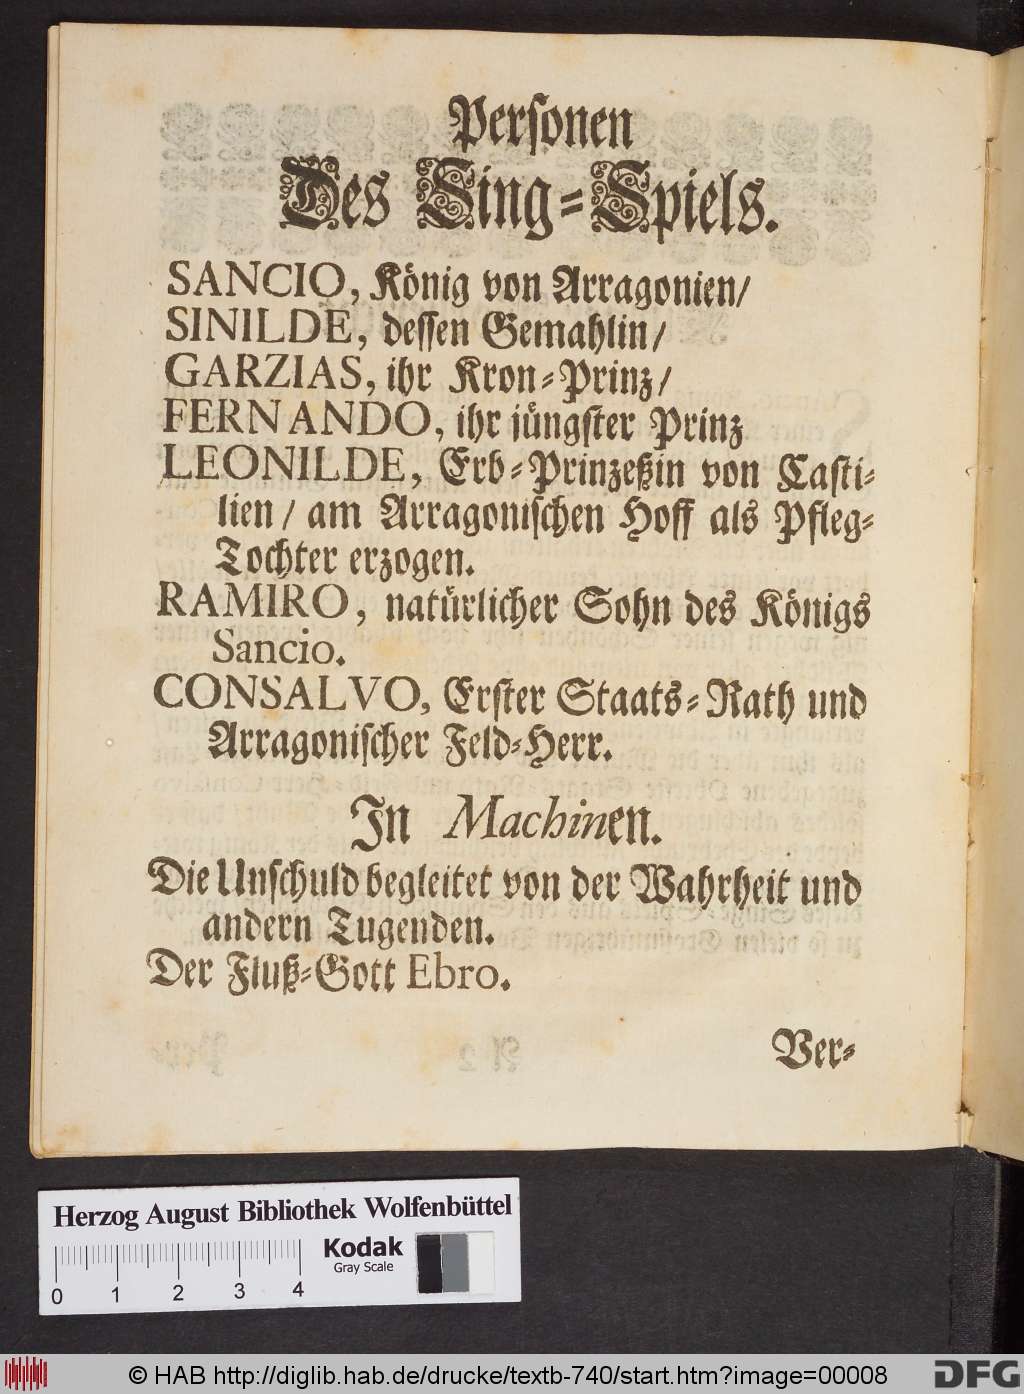 Personen
Des Sing-Spiels.
SANCIO, König von Arragonien/
SINILDE, dessen Gemahlin/
GARZIAS, ihr Kron-Prinz/
FERNANDO, ihr jüngster Prinz
LEONILDE, Erb-Prinzeßin von Casti-
lien / am Arragonischen Hoff als Pfleg-
Tochter erzogen.
RAMIRO, natürlicher Sohn des Königs
Sancio.
CONSALVO, Erster Staats-Rath und
Arragonischer Feld-Herr.
In Machinen.
Die Unschuld begleitet von der Wahrheit und
andern Tugenden.
Der Fluß-Gott Ebro.
Ver-
Herzog August Bibliothek Wolfenbüttel
Kodak
Gray Scale
0 1 2 3 4
© HAB http://diglib.hab.de/drucke/textb-740/start.htm?image=00008
DFG